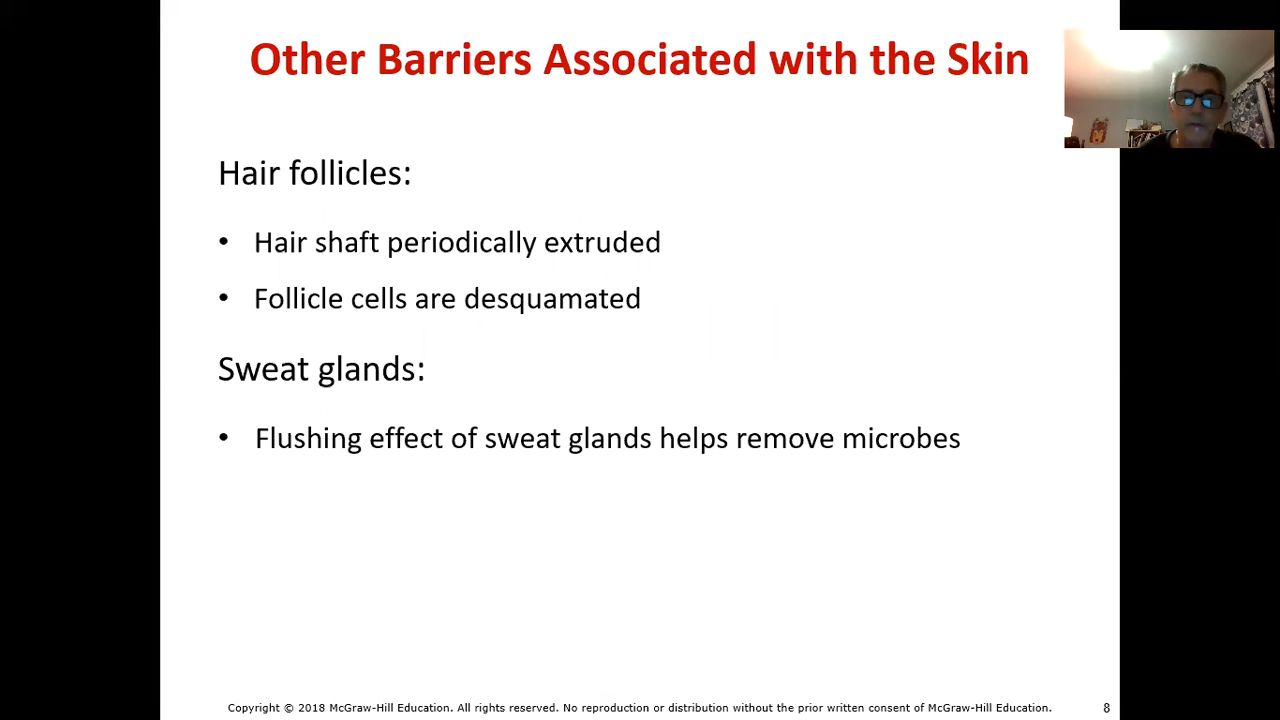 Other Barriers Associated with the Skin
Hair follicles:
• Hair shaft periodically extruded
• Follicle cells are desquamated
Sweat glands:
• Flushing effect of sweat glands helps remove microbes
Copyright © 2018 McGraw-Hill Education. All rights reserved. No reproduction or distribution without the prior written consent of McGraw-Hill Education. 8